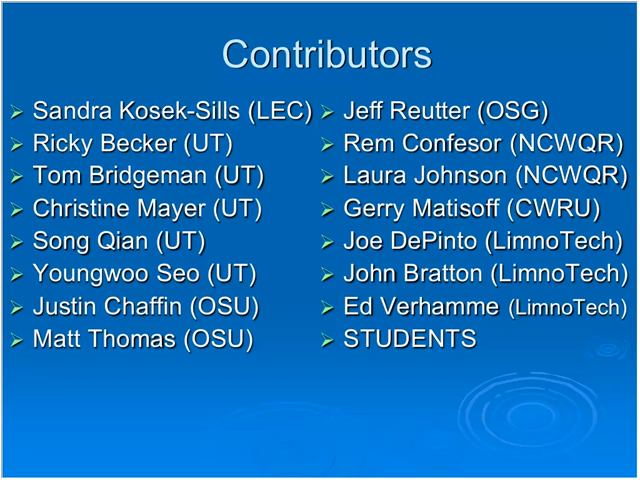 Contributors
Sandra Kosek-Sills (LEC)
Ricky Becker (UT)
Tom Bridgeman (UT)
Christine Mayer (UT)
Song Qian (UT)
Youngwoo Seo (UT)
Justin Chaffin (OSU)
Matt Thomas (OSU)
Jeff Reutter (OSG)
Rem Confesor (NCWQR)
Laura Johnson (NCWQR)
Gerry Matisoff (CWRU)
Joe DePinto (LimnoTech)
John Bratton (LimnoTech)
Ed Verhamme (LimnoTech)
STUDENTS